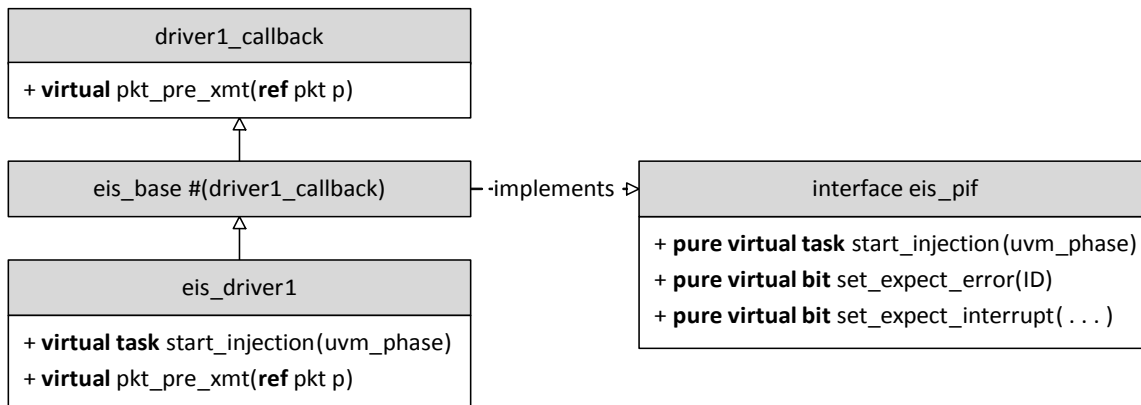 driver1_callback
+ virtual pkt_pre_xmt(ref pkt p)
eis_base #(driver1_callback)
implements
interface eis_pif
+ pure virtual task start_injection(uvm_phase)
+ pure virtual bit set_expect_error(ID)
+ pure virtual bit set_expect_interrupt( . . . )
eis_driver1
+ virtual task start_injection(uvm_phase)
+ virtual pkt_pre_xmt(ref pkt p)